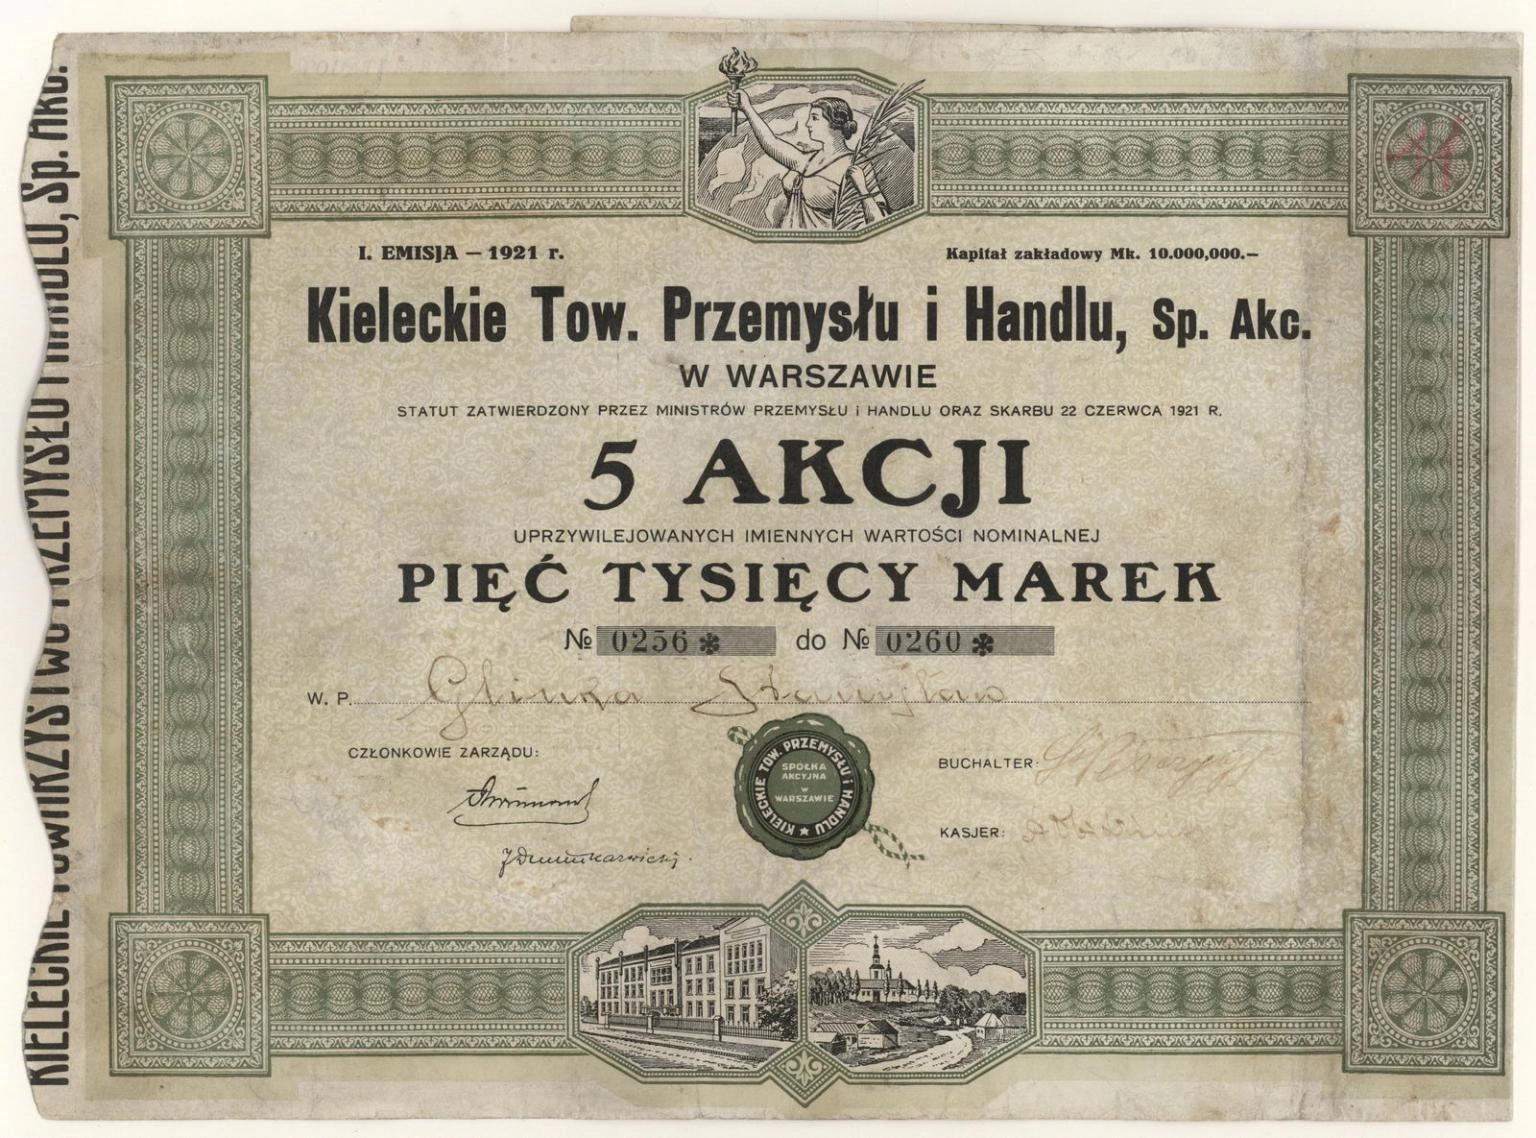 I. EMISJA — 1921 r.
Kapitał zakładowy Mk. 10.000,000.—
Kieleckie Tow. Przemysłu i Handlu, Sp. Akc.
W WARSZAWIE
STATUT ZATWIERDZONY PRZEZ MINISTRÓW PRZEMYSŁU i HANDLU ORAZ SKARBU 22 CZERWCA 1921 R.
5 AKCJI
UPRZYWILEJOWANYCH IMIENNYCH WARTOŚCI NOMINALNEJ
PIĘĆ TYSIĘCY MAREK
№ 0256✻ do № 0260✻
W. P. Glinka Stanisław
CZŁONKOWIE ZARZĄDU:
BUCHALTER:
KASJER:
KIELECKIE TOW. PRZEMYSŁU i HANDLU ★
SPÓŁKA
AKCYJNA
W
WARSZAWIE
KIELECKIE TOWARZYSTWO PRZEMYSŁU I HANDLU, Sp. Akc.
11